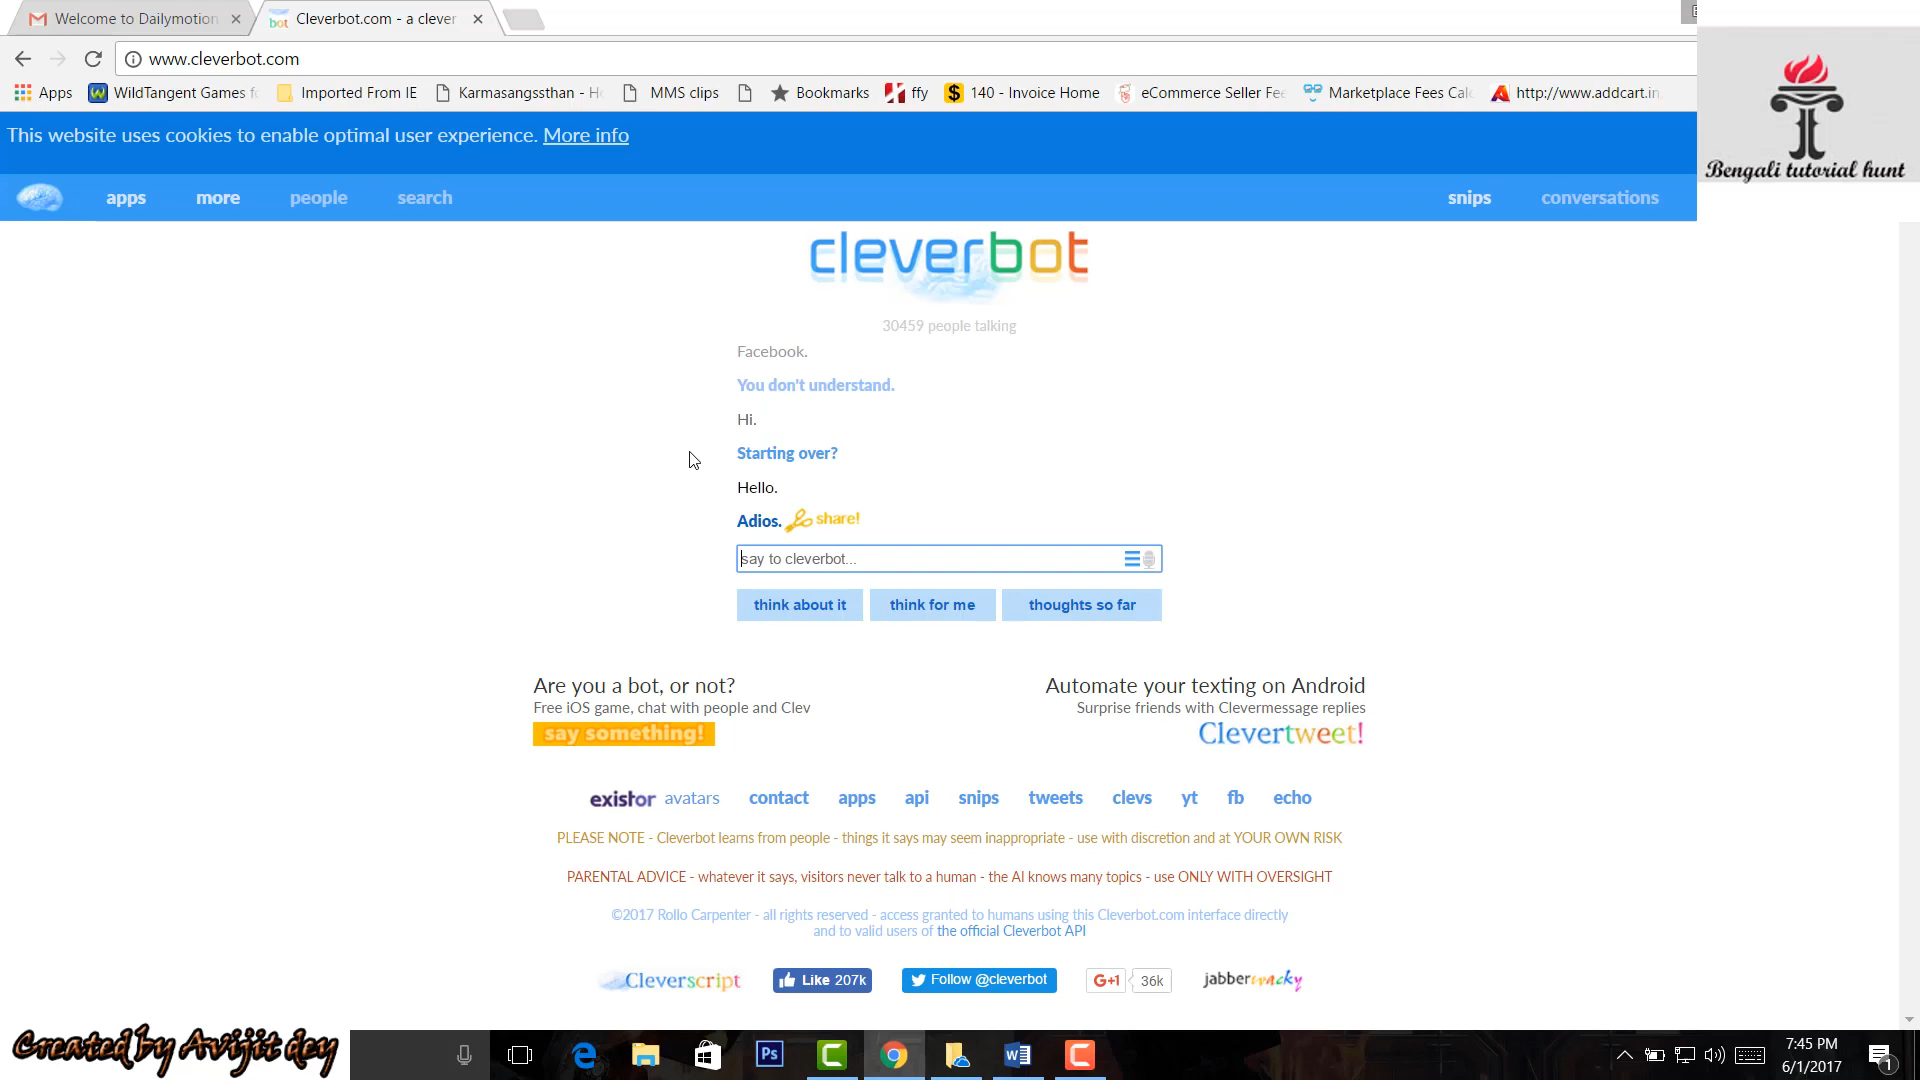 Welcome to Dailymotion
Cleverbot.com - a clever
www.cleverbot.com
Apps
WildTangent Games fo
Imported From IE
Karmasangssthan - Ho
MMS clips
Bookmarks
ffy
140 - Invoice Home
eCommerce Seller Fee
Marketplace Fees Calc
http://www.addcart.in
Bengali tutorial hunt
This website uses cookies to enable optimal user experience. More info
apps
more
people
search
snips
conversations
cleverbot
30459 people talking
Facebook.
You don't understand.
Hi.
Starting over?
Hello.
Adios. share!
say to cleverbot...
think about it
think for me
thoughts so far
Are you a bot, or not?
Free iOS game, chat with people and Clev
say something!
Automate your texting on Android
Surprise friends with Clevermessage replies
Clevertweet!
existor avatars
contact
apps
api
snips
tweets
clevs
yt
fb
echo
PLEASE NOTE - Cleverbot learns from people - things it says may seem inappropriate - use with discretion and at YOUR OWN RISK
PARENTAL ADVICE - whatever it says, visitors never talk to a human - the AI knows many topics - use ONLY WITH OVERSIGHT
©2017 Rollo Carpenter - all rights reserved - access granted to humans using this Cleverbot.com interface directly
and to valid users of the official Cleverbot API
Cleverscript
Like 207k
Follow @cleverbot
G+1
36k
jabberwacky
Created by Avijit dey
Ps
7:45 PM
6/1/2017
1